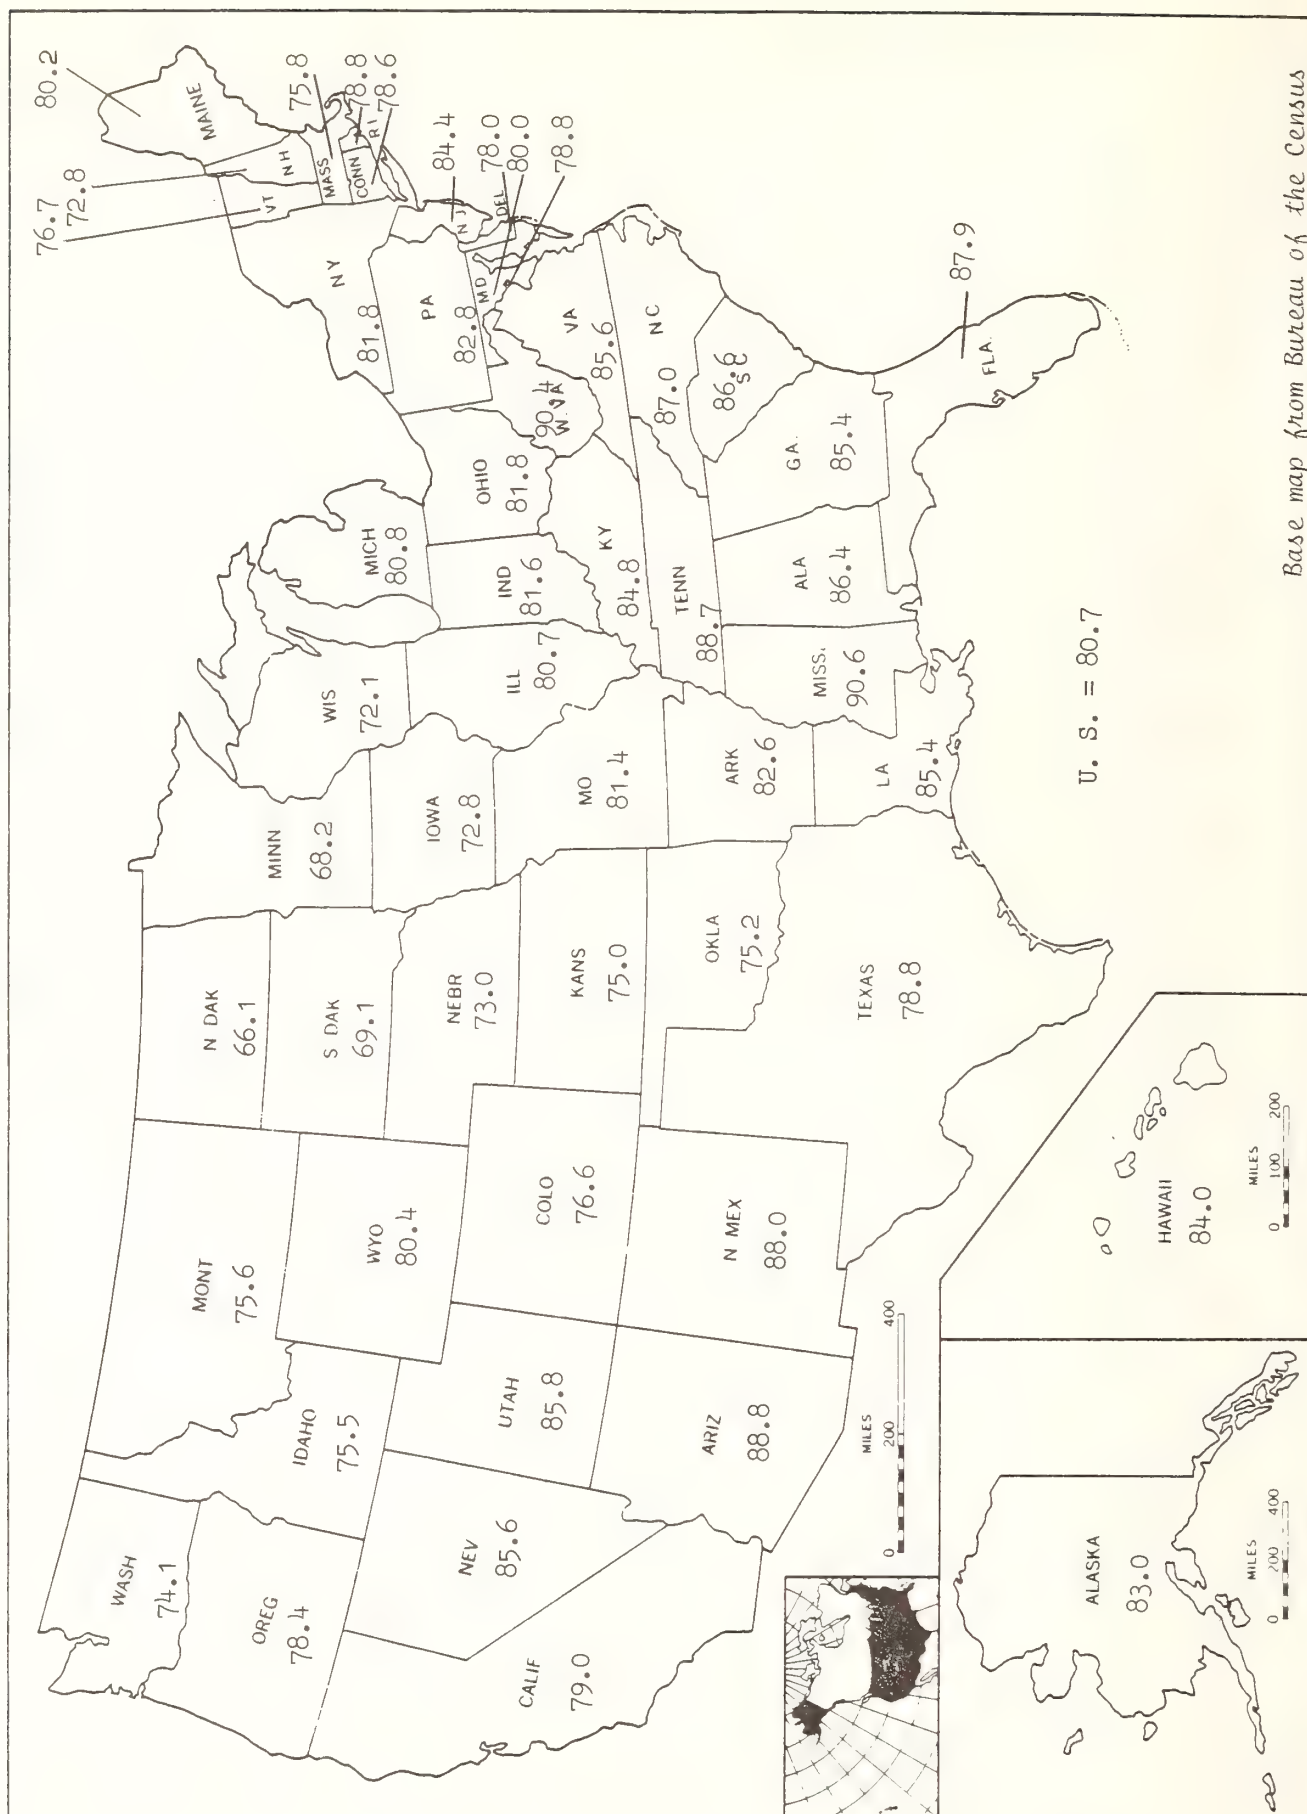 WASH
74.1
OREG
78.4
CALIF
79.0
NEV
85.6
IDAHO
75.5
MONT
75.6
WYO
80.4
UTAH
85.8
ARIZ
88.8
COLO
76.6
N MEX
88.0
N DAK
66.1
S DAK
69.1
NEBR
73.0
KANS
75.0
OKLA
75.2
TEXAS
78.8
MINN
68.2
IOWA
72.8
MO
81.4
ARK
82.6
LA
85.4
WIS
72.1
ILL
80.7
MICH
80.8
IND
81.6
OHIO
81.8
KY
84.8
TENN
88.7
MISS.
90.6
ALA
86.4
GA.
85.4
FLA.
87.9
S C
86.6
NC
87.0
VA
85.6
W.VA
90.4
PA
82.8
NY
81.8
VT
NH
76.7
72.8
MAINE
80.2
MASS
75.8
RI
78.8
CONN
78.6
NJ
84.4
DEL
78.0
MD
80.0
78.8
U. S. = 80.7
MILES
0 200 400
ALASKA
83.0
MILES
0 200 400
HAWAII
84.0
MILES
0 100 200
Base map from Bureau of the Census